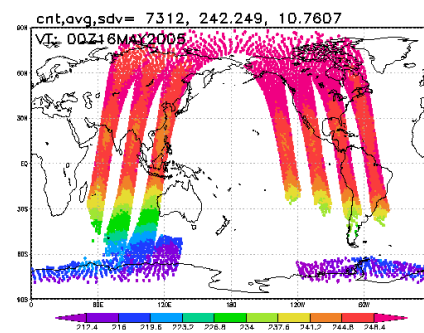 cnt,avg,sdv= 7312, 242.249, 10.7607
VT: 00Z16MAY2005
90N
60N
30N
EQ
30S
60S
90S
0 60E 120E 180 120W 60W
217.4 216 219.6 223.2 226.8 234 237.6 241.2 244.8 248.4